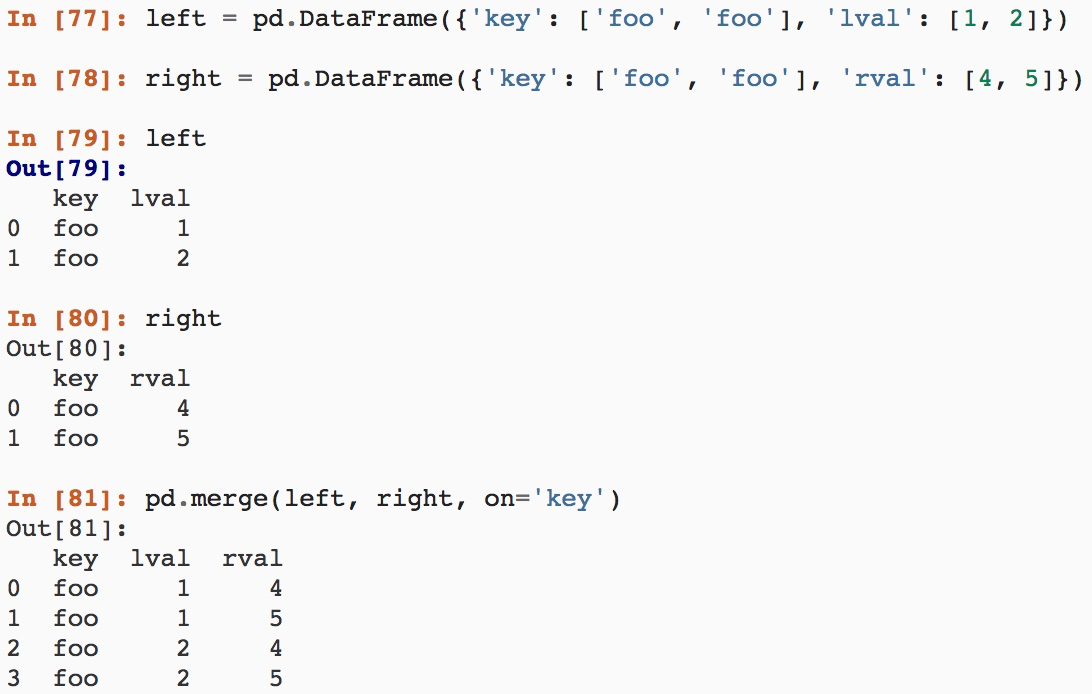 In [77]: left = pd.DataFrame({'key': ['foo', 'foo'], 'lval': [1, 2]})
In [78]: right = pd.DataFrame({'key': ['foo', 'foo'], 'rval': [4, 5]})
In [79]: left
Out[79]:
   key  lval
0  foo     1
1  foo     2
In [80]: right
Out[80]:
   key  rval
0  foo     4
1  foo     5
In [81]: pd.merge(left, right, on='key')
Out[81]:
   key  lval  rval
0  foo     1     4
1  foo     1     5
2  foo     2     4
3  foo     2     5